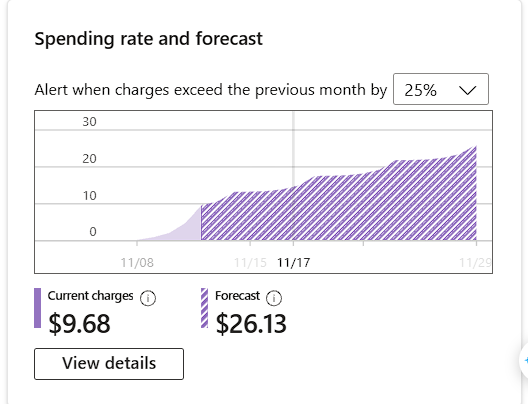 Spending rate and forecast
Alert when charges exceed the previous month by 25%
30
20
10
0
11/08 11/15 11/17 11/29
Current charges Forecast
$9.68 $26.13
View details